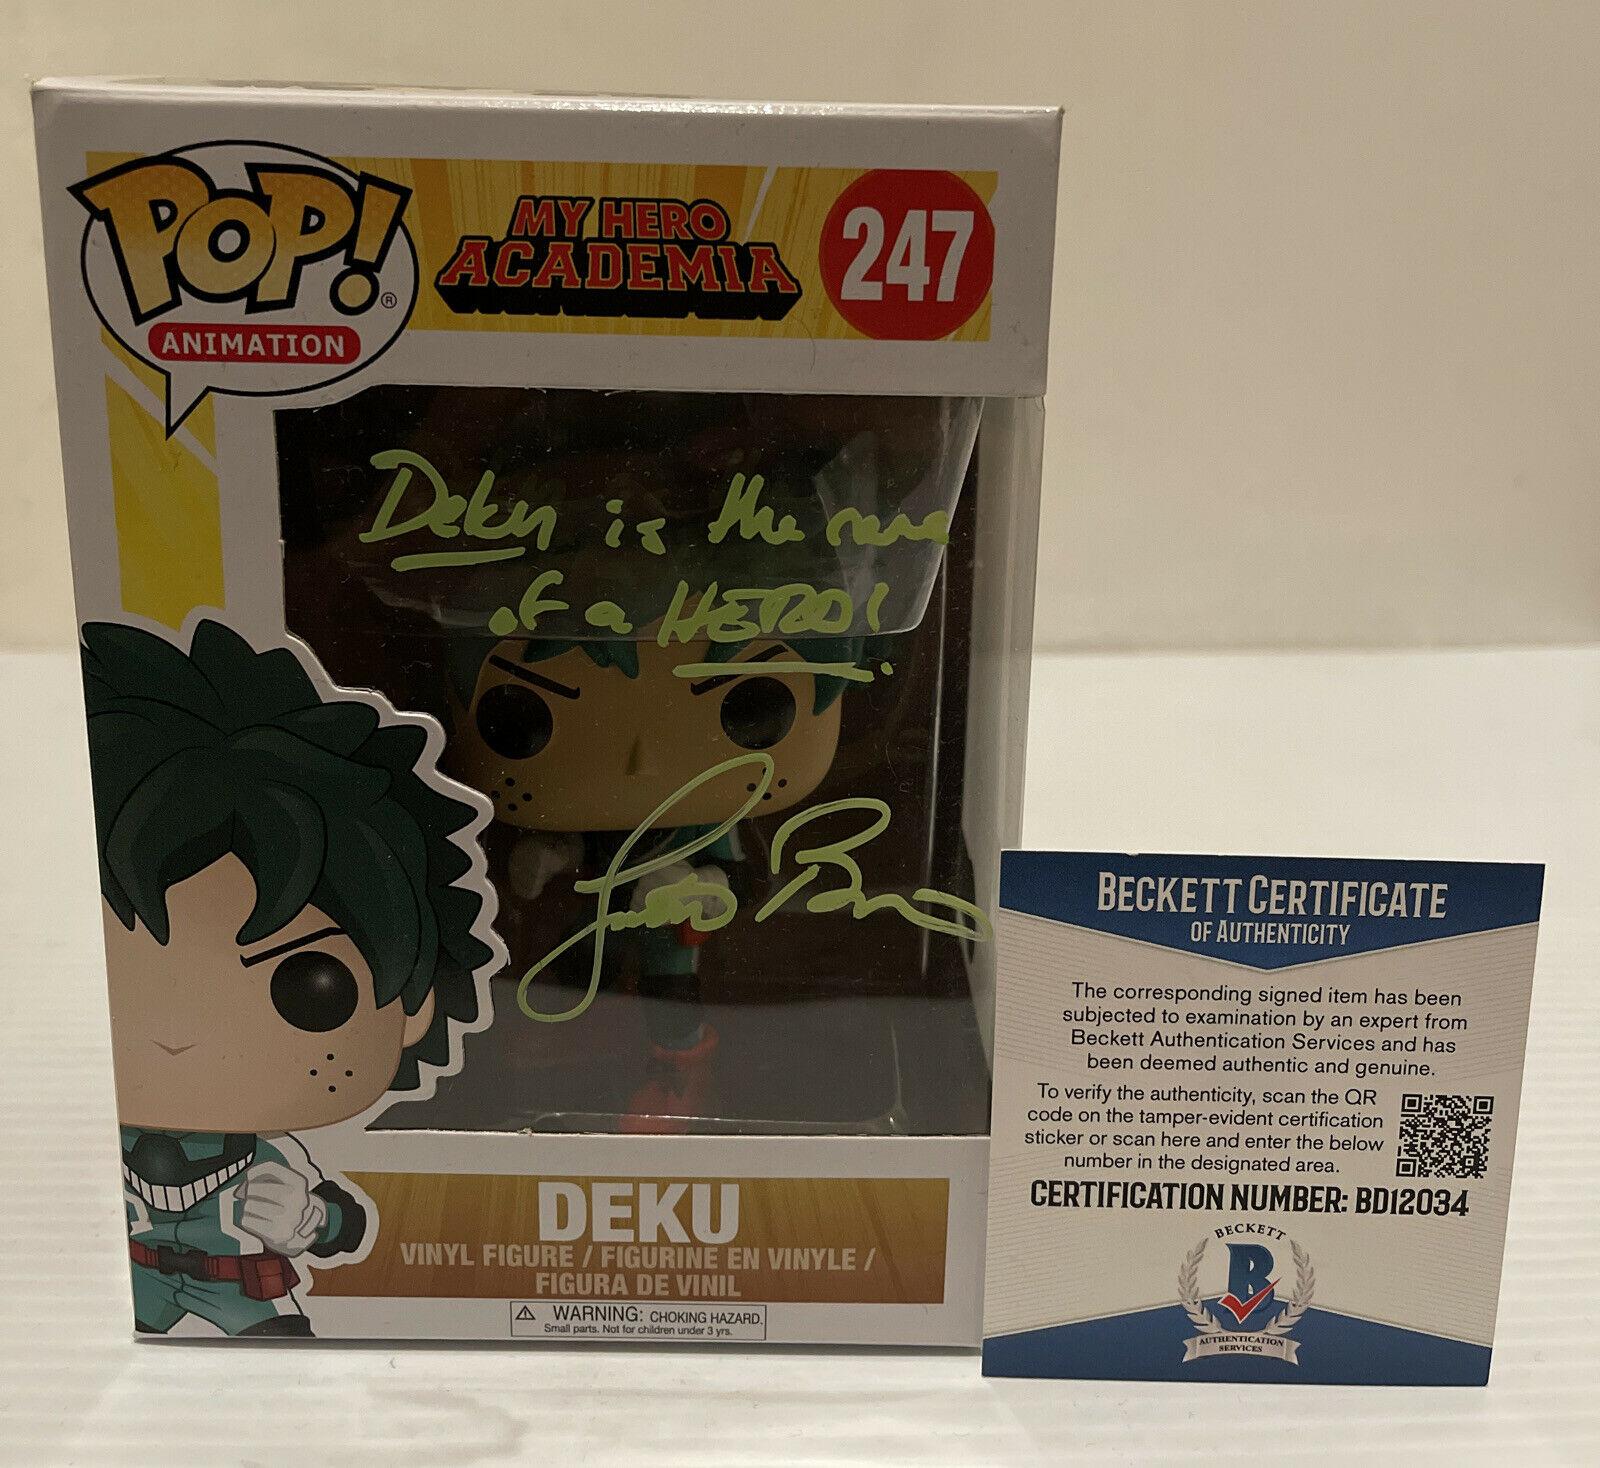 POP!®
ANIMATION
MY HERO
ACADEMIA
247
Deku is the name
of a HERO!
Justin B
DEKU
VINYL FIGURE / FIGURINE EN VINYLE /
FIGURA DE VINIL
⚠ WARNING: CHOKING HAZARD.
Small parts. Not for children under 3 yrs.
BECKETT CERTIFICATE
OF AUTHENTICITY
The corresponding signed item has been
subjected to examination by an expert from
Beckett Authentication Services and has
been deemed authentic and genuine.
To verify the authenticity, scan the QR
code on the tamper-evident certification
sticker or scan here and enter the below
number in the designated area.
CERTIFICATION NUMBER: BD12034
BECKETT
B
AUTHENTICATION
SERVICES